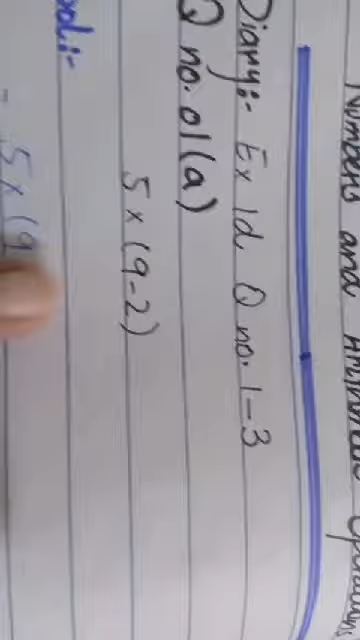 Numbers and Arithmetic Operations
Diary:- Ex 1d Q no. 1-3
Q no. 01(a)
5 × (9-2)
Sol:-
= 5 × (9